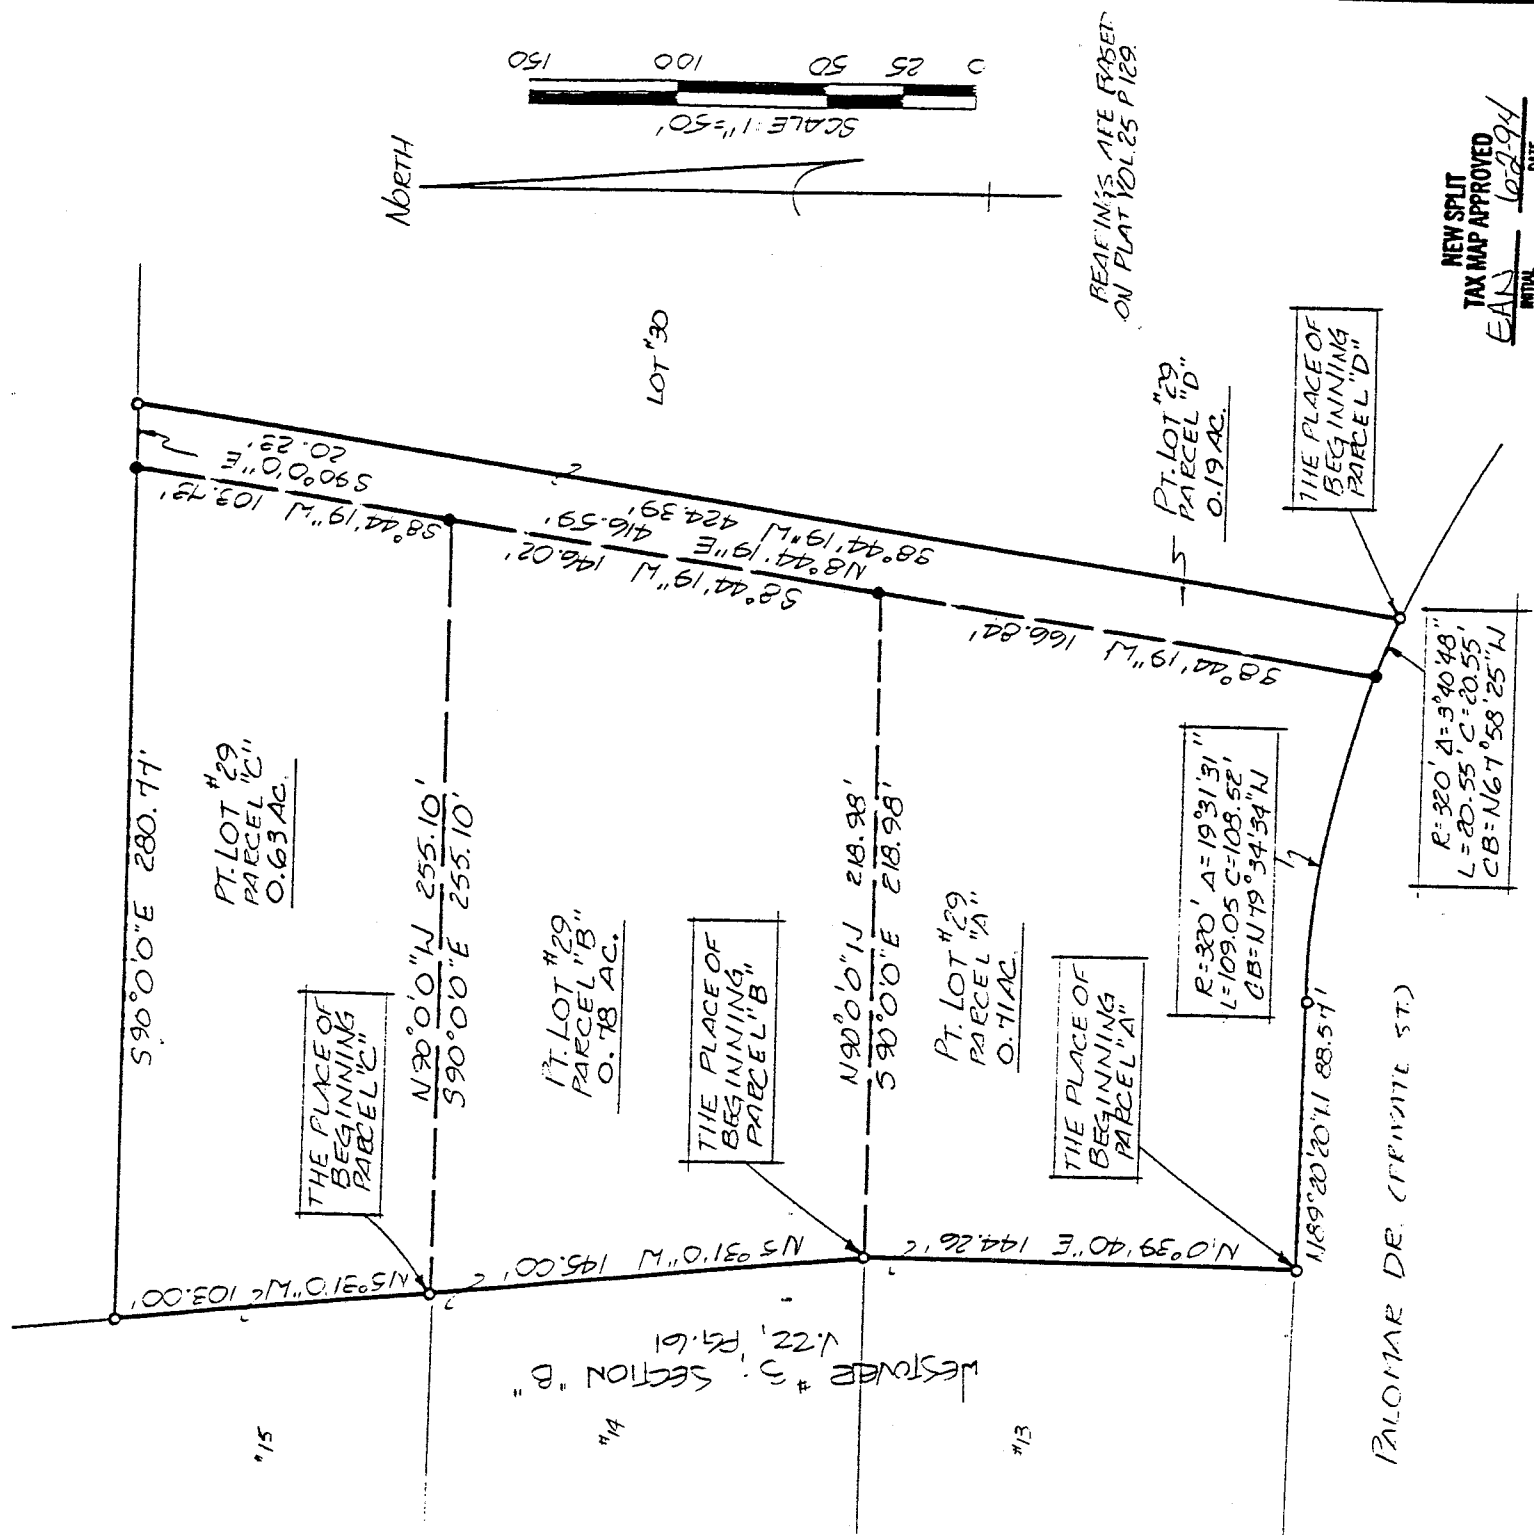 NORTH
SCALE: 1"=50'
150 100 50 25 0
BEARINGS ARE BASED
ON PLAT VOL. 25 P 129.
LOT #30
S90°0'0"E 280.77'
S90°0'0"E
20.23'
S8°44'19"W 103.73'
PT. LOT #29
PARCEL "C"
0.63 AC.
THE PLACE OF
BEGINNING
PARCEL "C"
N5°31'0"W 103.00'
N90°0'0"W 255.10'
S90°0'0"E 255.10'
S8°44'19"W 424.39'
N8°44'19"E 416.59'
S8°44'19"W 146.02'
PT. LOT #29
PARCEL "B"
0.78 AC.
THE PLACE OF
BEGINNING
PARCEL "B"
N5°31'0"W 145.00'
N90°0'0"W 218.98'
S90°0'0"E 218.98'
S8°44'19"W 166.84'
PT. LOT #29
PARCEL "D"
0.19 AC.
PT. LOT #29
PARCEL "A"
0.71 AC.
THE PLACE OF
BEGINNING
PARCEL "A"
N0°39'40"E 144.26'
N89°20'20"W 88.57'
R=320' Δ=19°31'31"
L=109.05 C=108.52'
CB=N79°34'34"W
THE PLACE OF
BEGINNING
PARCEL "D"
R=320' Δ=3°40'48"
L=20.55' C=20.55'
CB=N67°58'25"W
PALOMAR DR. (PRIVATE ST.)
WESTOVER #3, SECTION "B"
V.22, PG.61
#15
#14
#13
NEW SPLIT
TAX MAP APPROVED
EAN 6-2-94
INITIAL DATE